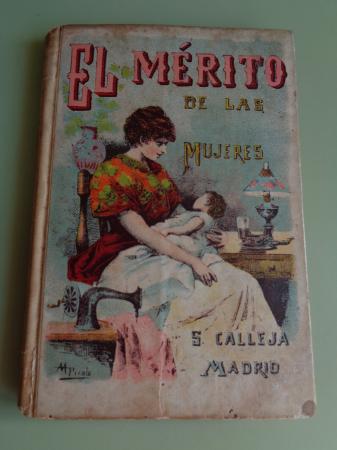 EL MÉRITO
DE LAS
MUJERES
S. CALLEJA
MADRID